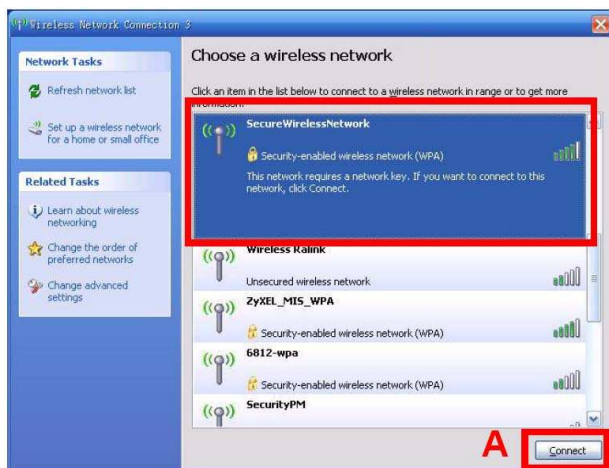 Wireless Network Connection 3
Network Tasks
Refresh network list
Set up a wireless network
for a home or small office
Related Tasks
Learn about wireless
networking
Change the order of
preferred networks
Change advanced
settings
Choose a wireless network
Click an item in the list below to connect to a wireless network in range or to get more
information.
SecureWirelessNetwork
Security-enabled wireless network (WPA)
This network requires a network key. If you want to connect to this
network, click Connect.
Wireless Ralink
Unsecured wireless network
ZyXEL_MIS_WPA
Security-enabled wireless network (WPA)
6812-wpa
Security-enabled wireless network (WPA)
SecurityPM
A
Connect